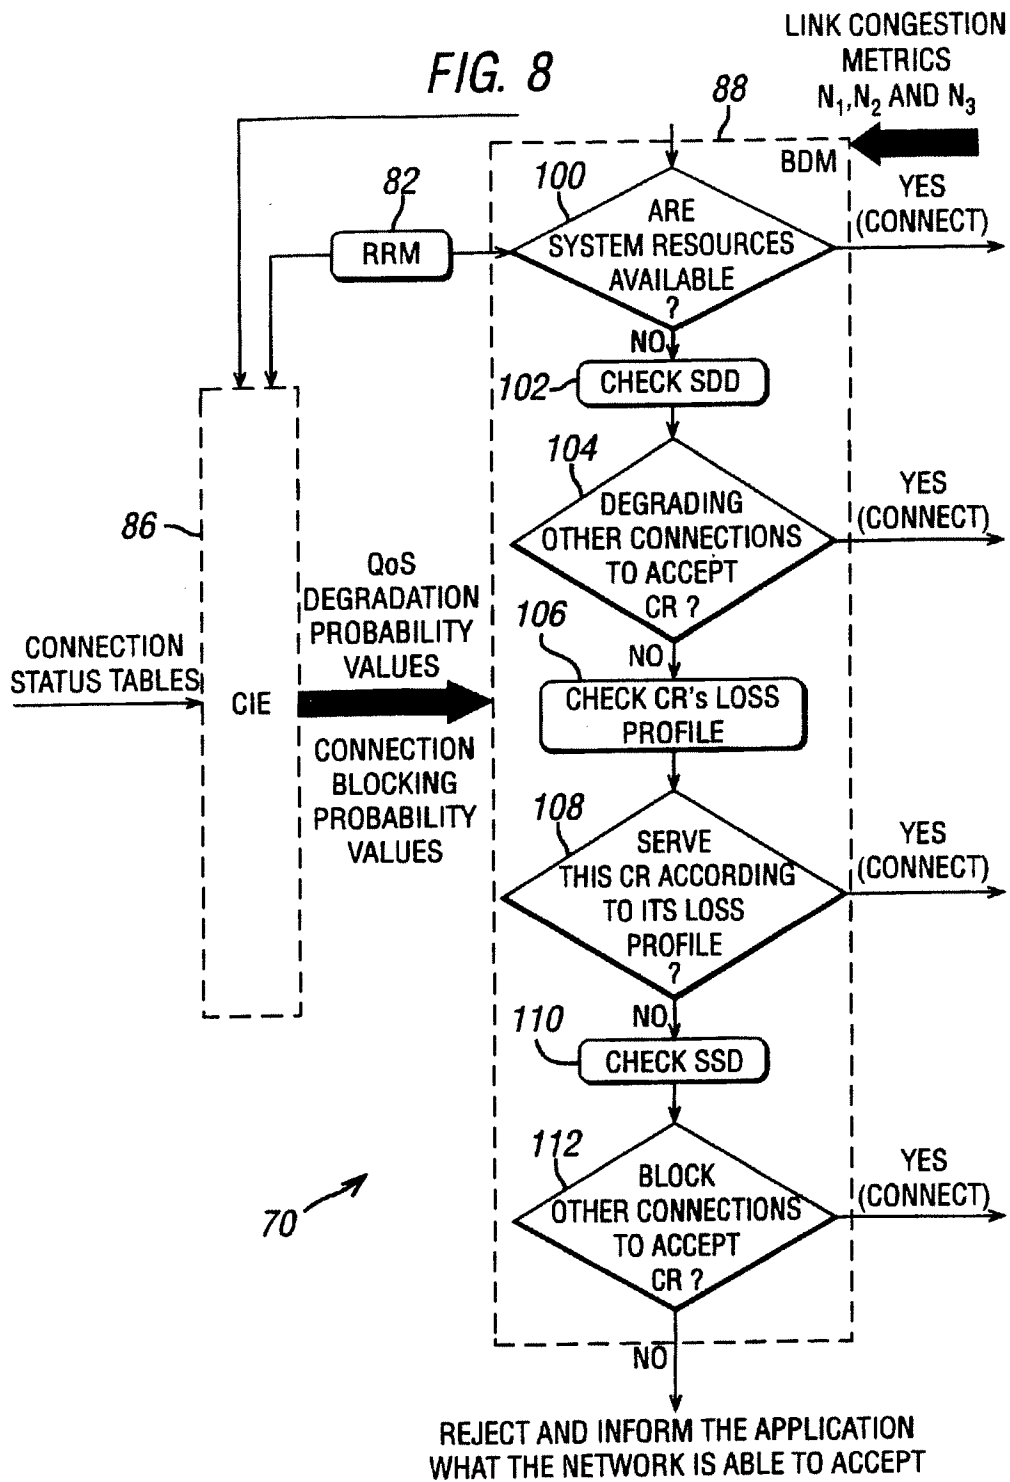 FIG. 8
LINK CONGESTION
METRICS
N1,N2 AND N3
88
BDM
100
ARE
SYSTEM RESOURCES
AVAILABLE
?
YES
(CONNECT)
82
RRM
NO
102
CHECK SDD
104
DEGRADING
OTHER CONNECTIONS
TO ACCEPT
CR ?
YES
(CONNECT)
86
CONNECTION
STATUS TABLES
CIE
QoS
DEGRADATION
PROBABILITY
VALUES
CONNECTION
BLOCKING
PROBABILITY
VALUES
NO
106
CHECK CR's LOSS
PROFILE
108
SERVE
THIS CR ACCORDING
TO ITS LOSS
PROFILE
?
YES
(CONNECT)
NO
110
CHECK SSD
112
BLOCK
OTHER CONNECTIONS
TO ACCEPT
CR ?
YES
(CONNECT)
70
NO
REJECT AND INFORM THE APPLICATION
WHAT THE NETWORK IS ABLE TO ACCEPT